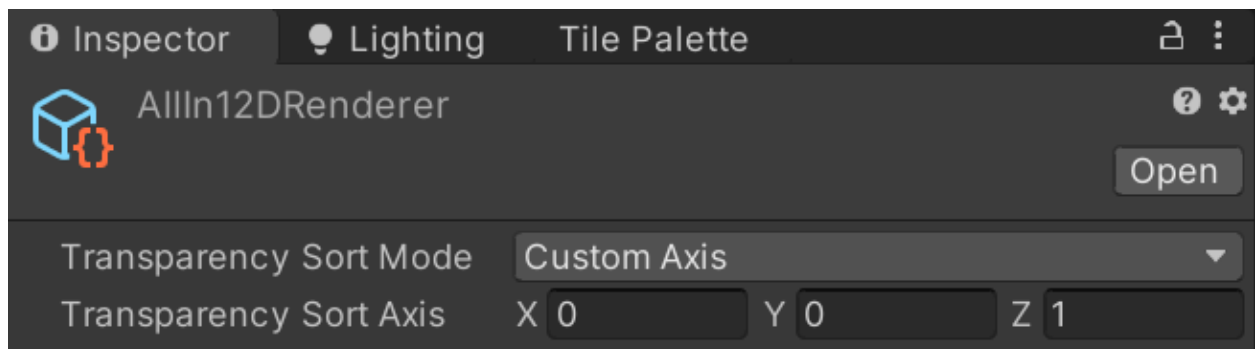 Inspector Lighting Tile Palette
AllIn12DRenderer
{}
Open
Transparency Sort Mode Custom Axis
Transparency Sort Axis X 0 Y 0 Z 1